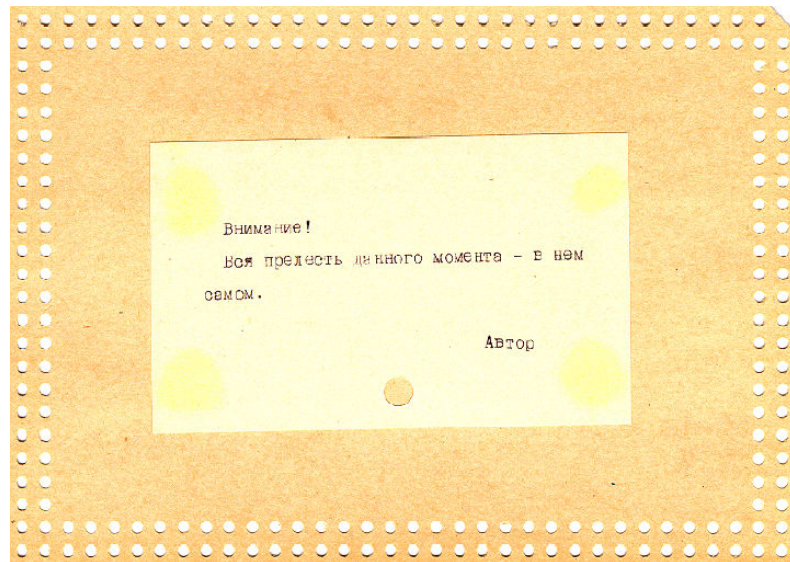 Внимание!
Вся прелесть данного момента – в нем
самом.
Автор